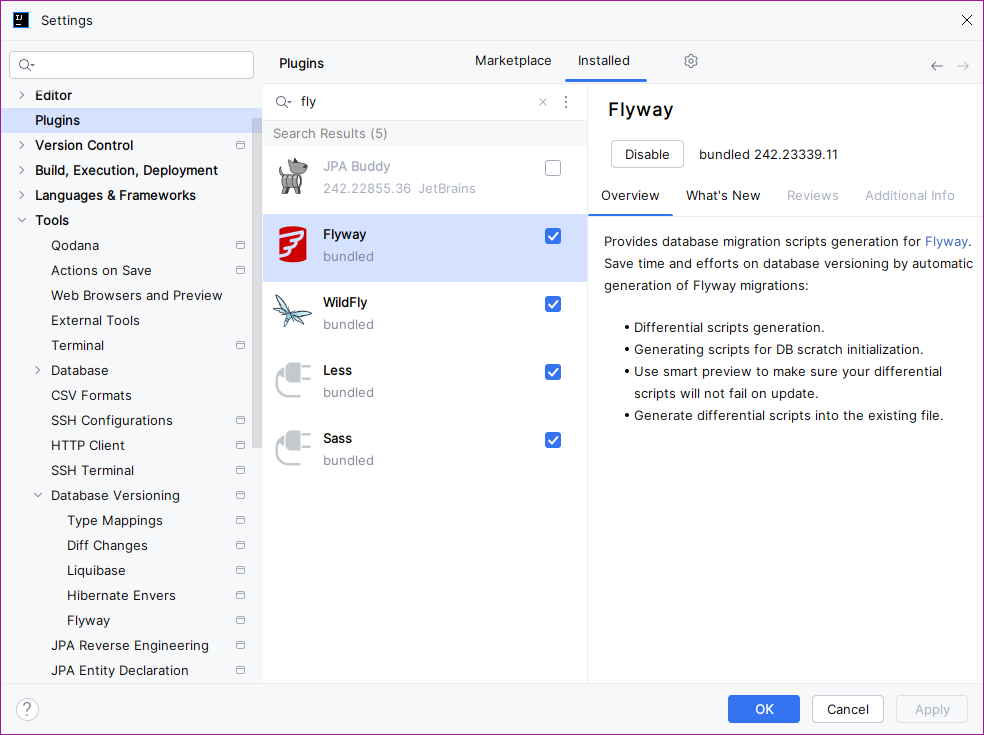 Settings
Plugins
Marketplace
Installed
Editor
Plugins
Version Control
Build, Execution, Deployment
Languages & Frameworks
Tools
Qodana
Actions on Save
Web Browsers and Preview
External Tools
Terminal
Database
CSV Formats
SSH Configurations
HTTP Client
SSH Terminal
Database Versioning
Type Mappings
Diff Changes
Liquibase
Hibernate Envers
Flyway
JPA Reverse Engineering
JPA Entity Declaration
fly
Search Results (5)
JPA Buddy
242.22855.36 JetBrains
Flyway
bundled
WildFly
bundled
Less
bundled
Sass
bundled
Flyway
Disable
bundled 242.23339.11
Overview
What's New
Reviews
Additional Info
Provides database migration scripts generation for Flyway.
Save time and efforts on database versioning by automatic
generation of Flyway migrations:
• Differential scripts generation.
• Generating scripts for DB scratch initialization.
• Use smart preview to make sure your differential
scripts will not fail on update.
• Generate differential scripts into the existing file.
?
OK
Cancel
Apply